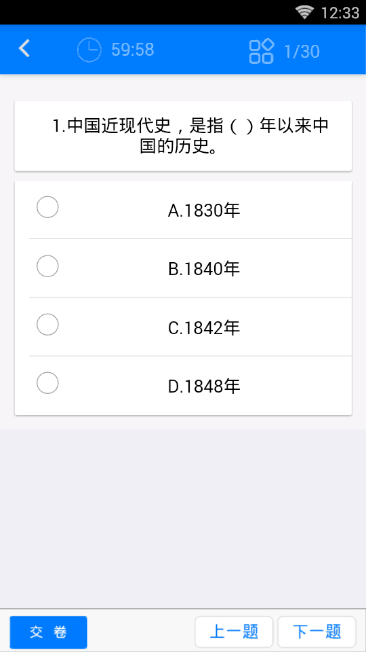 12:33
59:58
1/30
1.中国近现代史，是指（ ）年以来中
国的历史。
A.1830年
B.1840年
C.1842年
D.1848年
交 卷
上一题
下一题